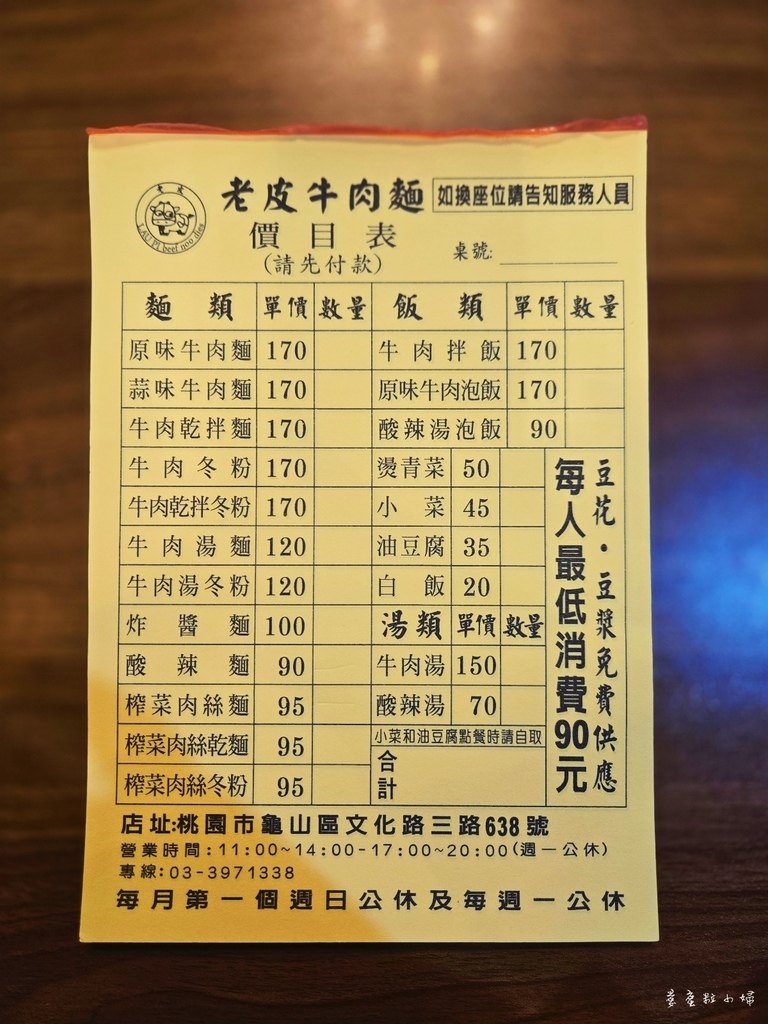 老皮
LAU Pi beef noodles
老皮牛肉麵
如換座位請告知服務人員
價目表
(請先付款)
桌號:
麵類 單價 數量 飯類 單價 數量
原味牛肉麵 170 牛肉拌飯 170
蒜味牛肉麵 170 原味牛肉泡飯 170
牛肉乾拌麵 170 酸辣湯泡飯 90
牛肉冬粉 170 燙青菜 50
牛肉乾拌冬粉 170 小菜 45
牛肉湯麵 120 油豆腐 35
牛肉湯冬粉 120 白飯 20
炸醬麵 100 湯類 單價 數量
酸辣麵 90 牛肉湯 150
榨菜肉絲麵 95 酸辣湯 70
榨菜肉絲乾麵 95 小菜和油豆腐點餐時請自取
榨菜肉絲冬粉 95 合計
豆花・豆漿免費供應
每人最低消費90元
店址:桃園市龜山區文化路三路638號
營業時間:11:00~14:00-17:00~20:00(週一公休)
專線:03-3971338
每月第一個週日公休及每週一公休